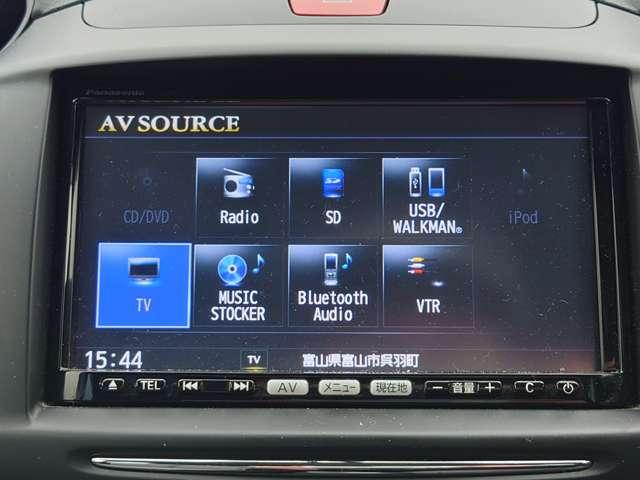 Panasonic
AV SOURCE
CD/DVD
Radio
SD
USB/
WALKMAN®
iPod
TV
MUSIC
STOCKER
Bluetooth
Audio
VTR
15:44
TV
富山県富山市呉羽町
TEL
AV
メニュー
現在地
− 音量 +
C